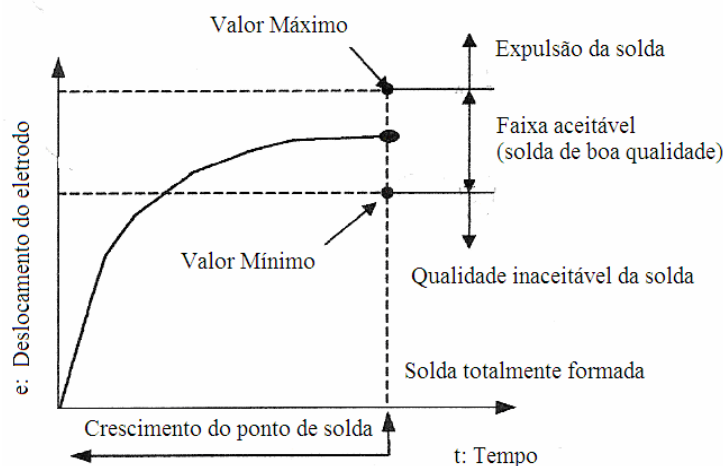 Valor Máximo
Expulsão da solda
Faixa aceitável
(solda de boa qualidade)
e: Deslocamento do eletrodo
Valor Mínimo
Qualidade inaceitável da solda
Solda totalmente formada
Crescimento do ponto de solda
t: Tempo